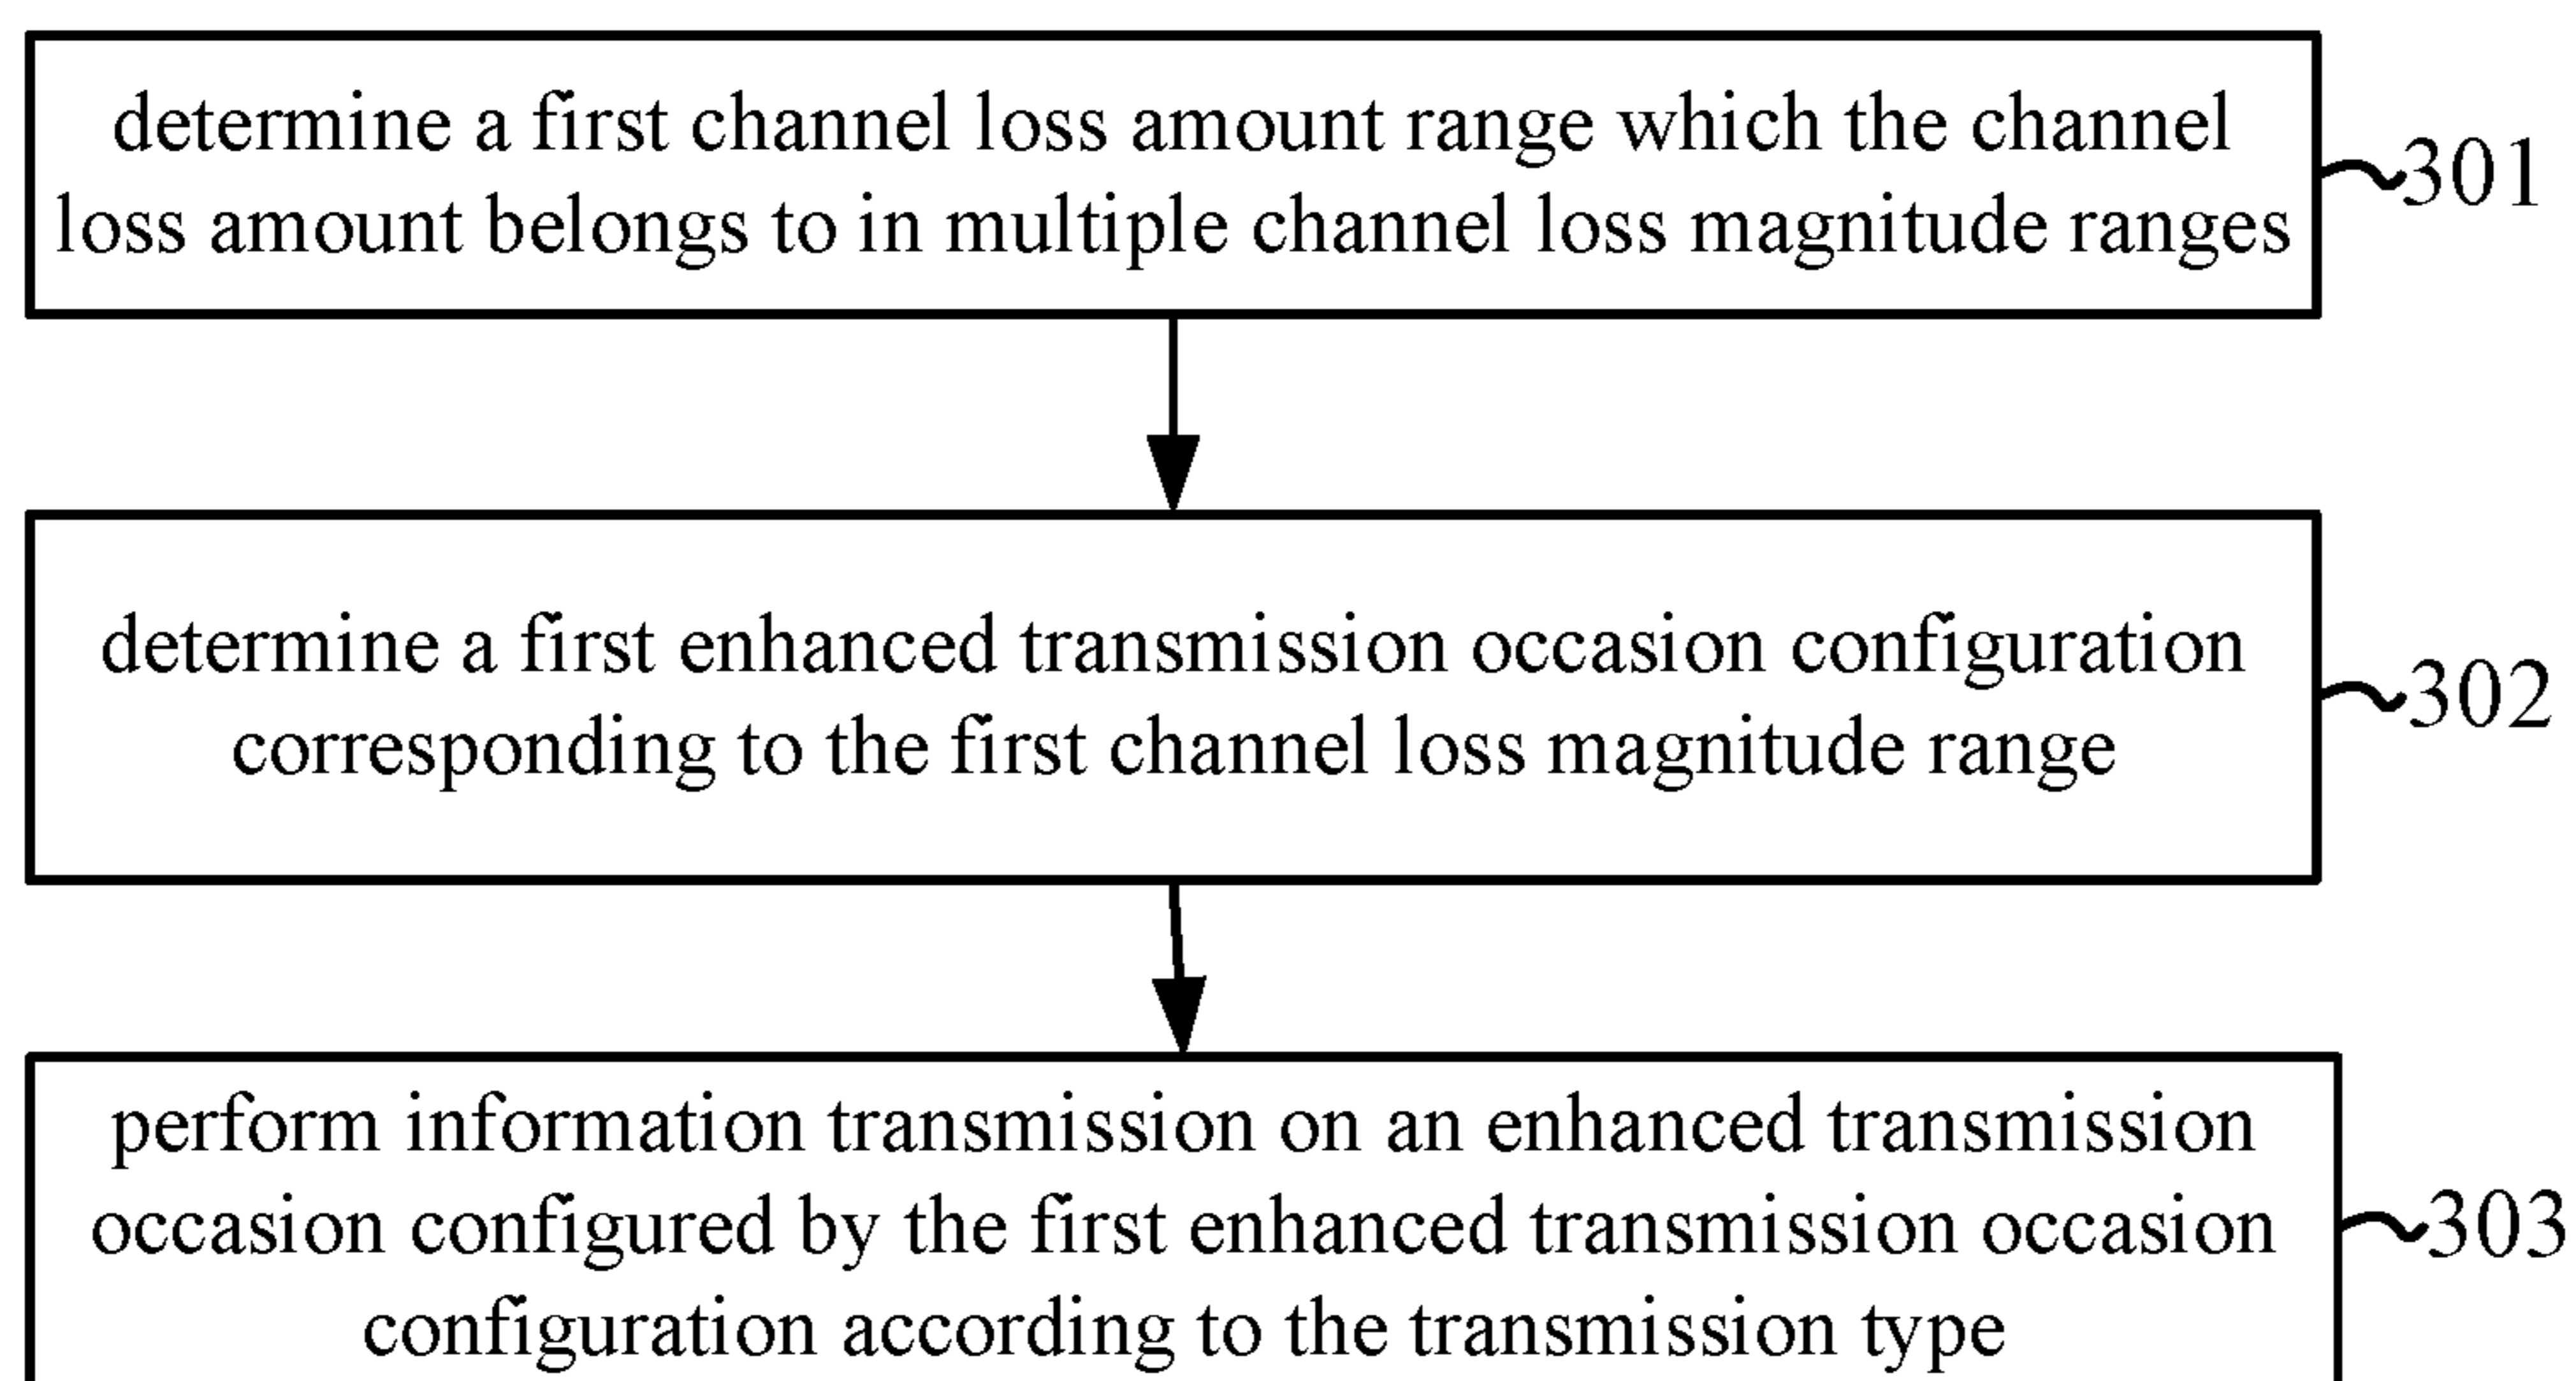 determine a first channel loss amount range which the channel
loss amount belongs to in multiple channel loss magnitude ranges
301
determine a first enhanced transmission occasion configuration
corresponding to the first channel loss magnitude range
302
perform information transmission on an enhanced transmission
occasion configured by the first enhanced transmission occasion
configuration according to the transmission type
303